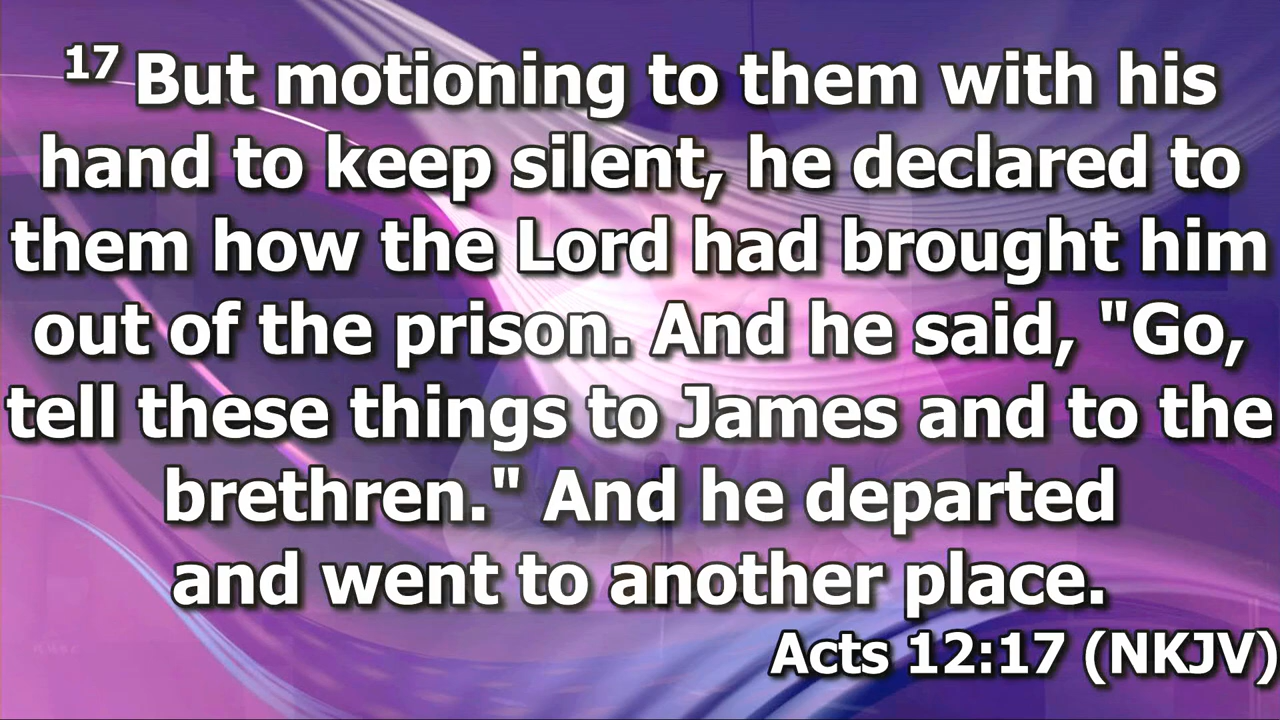 17 But motioning to them with his
hand to keep silent, he declared to
them how the Lord had brought him
out of the prison. And he said, "Go,
tell these things to James and to the
brethren." And he departed
and went to another place.
Acts 12:17 (NKJV)